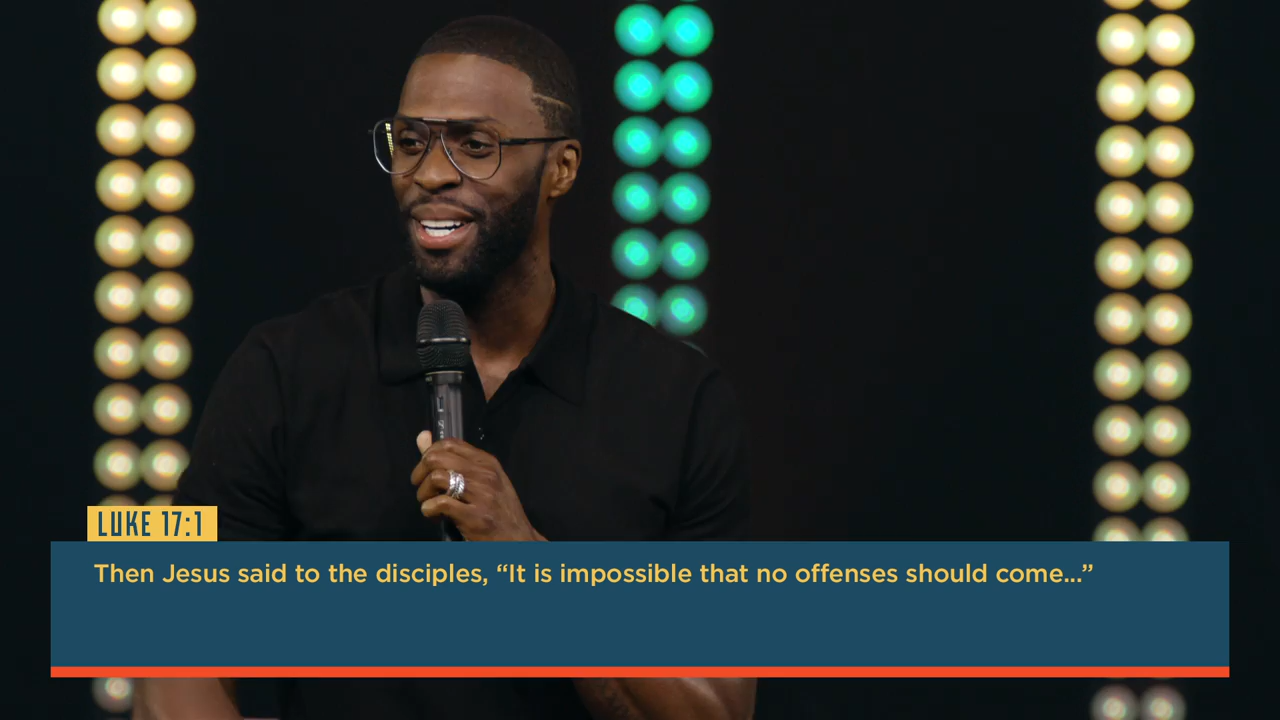 LUKE 17:1
Then Jesus said to the disciples, “It is impossible that no offenses should come...”